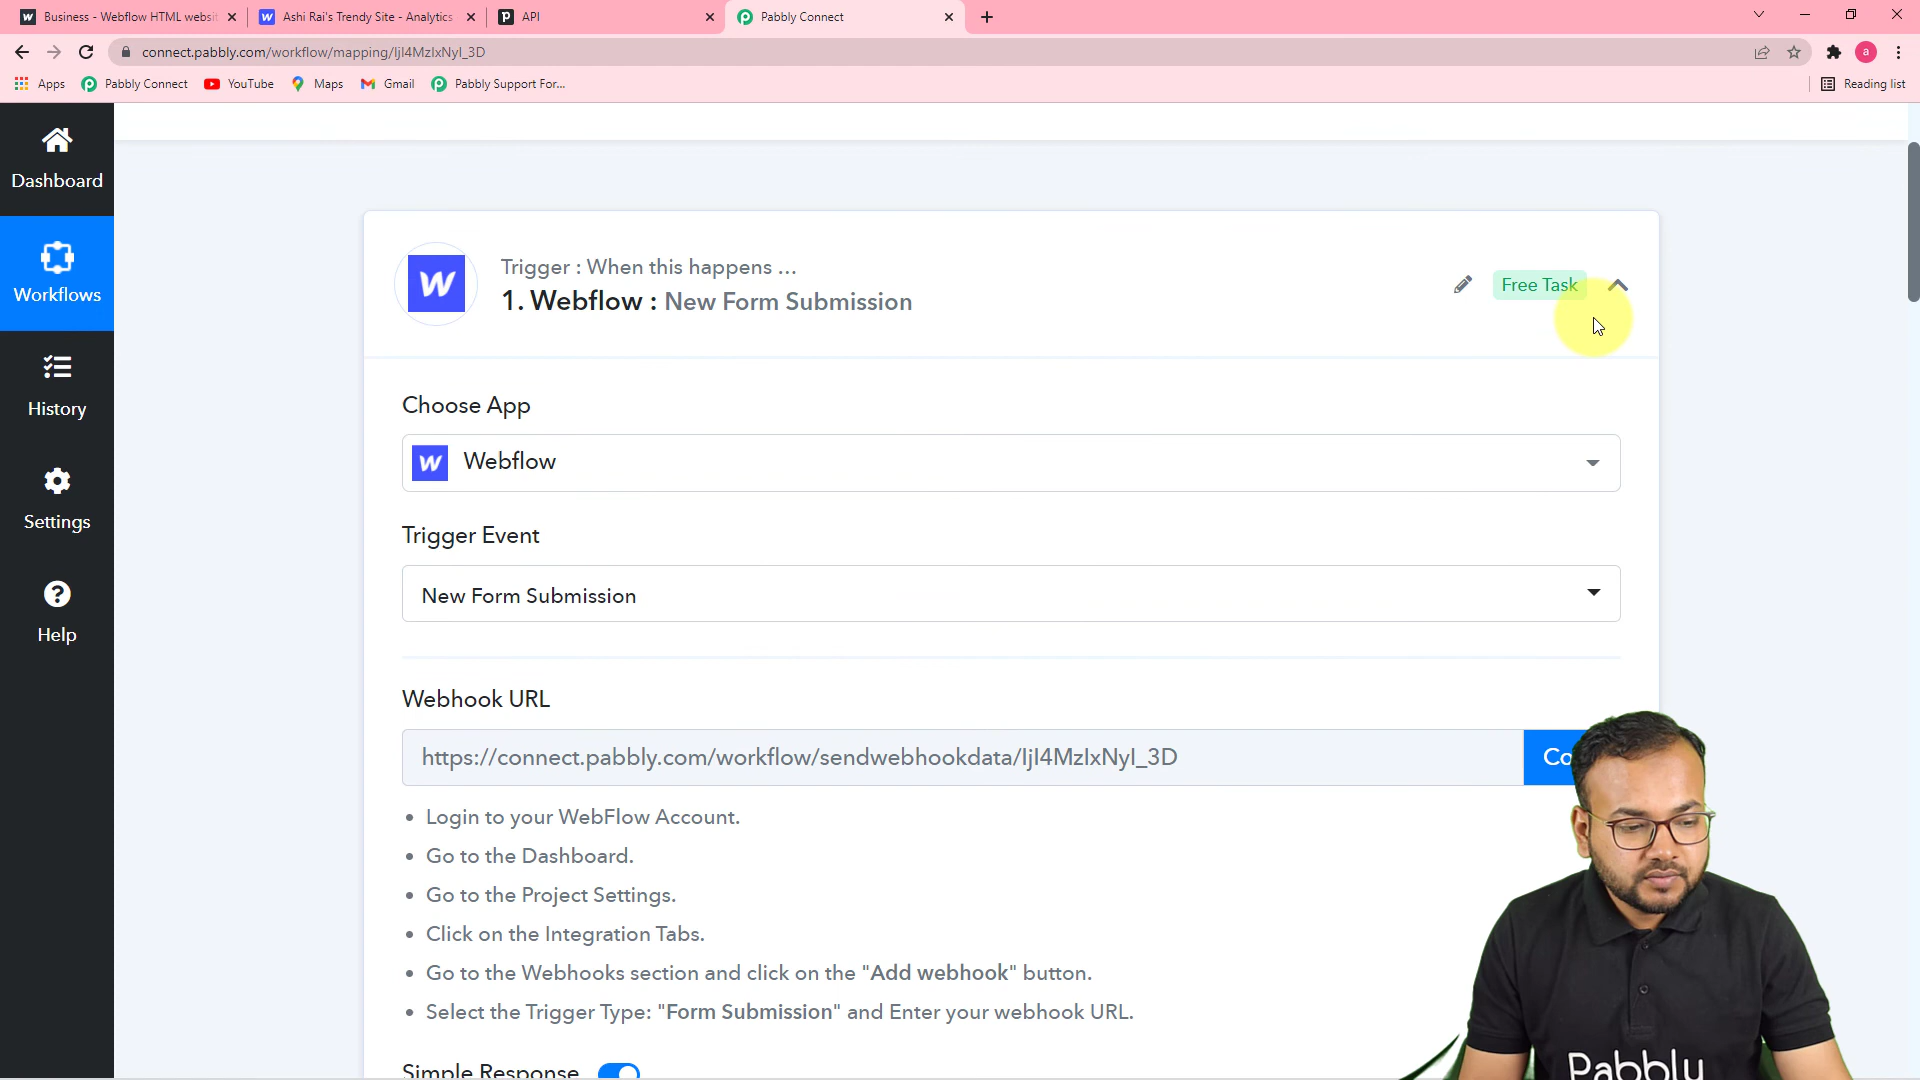 Business - Webflow HTML websi
Ashi Rai's Trendy Site - Analytics
API
Pabbly Connect
connect.pabbly.com/workflow/mapping/IjI4MzIxNyI_3D
Apps
Pabbly Connect
YouTube
Maps
Gmail
Pabbly Support For...
Reading list
Dashboard
Workflows
History
Settings
Help
Trigger : When this happens ...
1. Webflow : New Form Submission
Free Task
Choose App
Webflow
Trigger Event
New Form Submission
Webhook URL
https://connect.pabbly.com/workflow/sendwebhookdata/IjI4MzIxNyI_3D
Co
• Login to your WebFlow Account.
• Go to the Dashboard.
• Go to the Project Settings.
• Click on the Integration Tabs.
• Go to the Webhooks section and click on the "Add webhook" button.
• Select the Trigger Type: "Form Submission" and Enter your webhook URL.
Simple Response
Pabbly